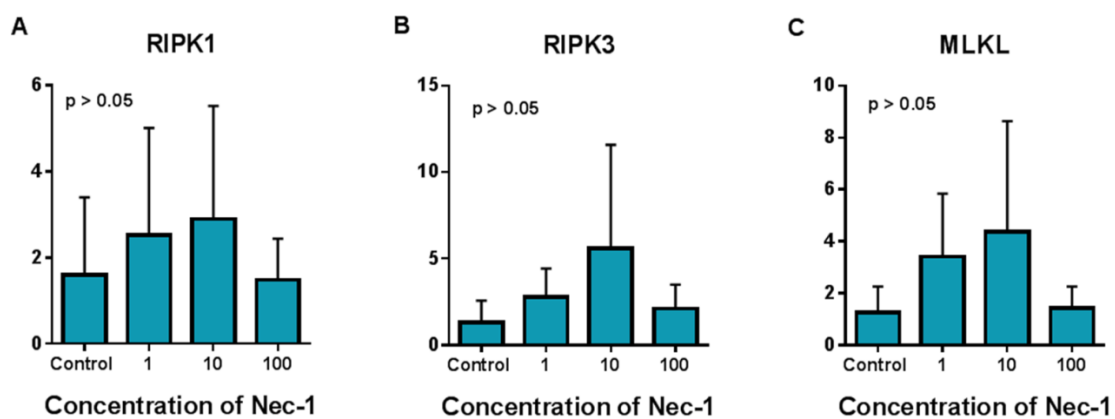 A
RIPK1
6
p > 0.05
4
2
0
Control 1 10 100
Concentration of Nec-1
B
RIPK3
15
p > 0.05
10
5
0
Control 1 10 100
Concentration of Nec-1
C
MLKL
10
p > 0.05
8
6
4
2
0
Control 1 10 100
Concentration of Nec-1